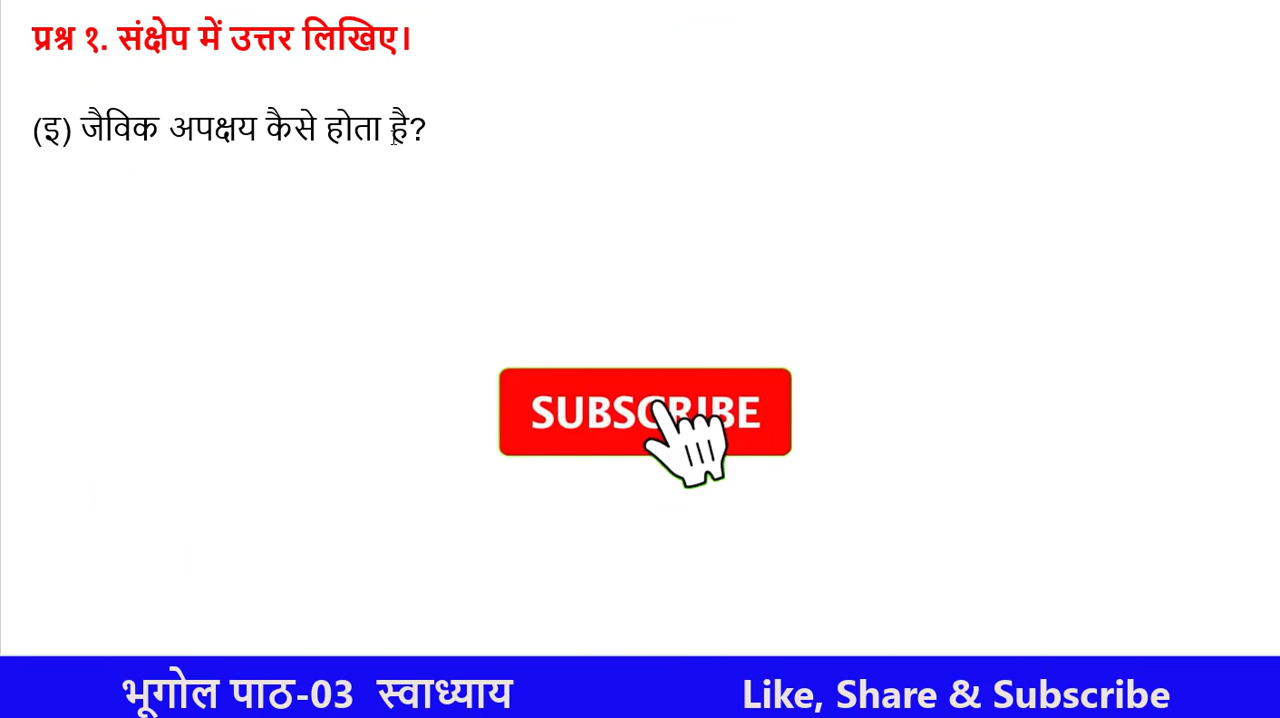 प्रश्न १. संक्षेप में उत्तर लिखिए।
(इ) जैविक अपक्षय कैसे होता है?
SUBSCRIBE
भूगोल पाठ-03 स्वाध्याय Like, Share & Subscribe